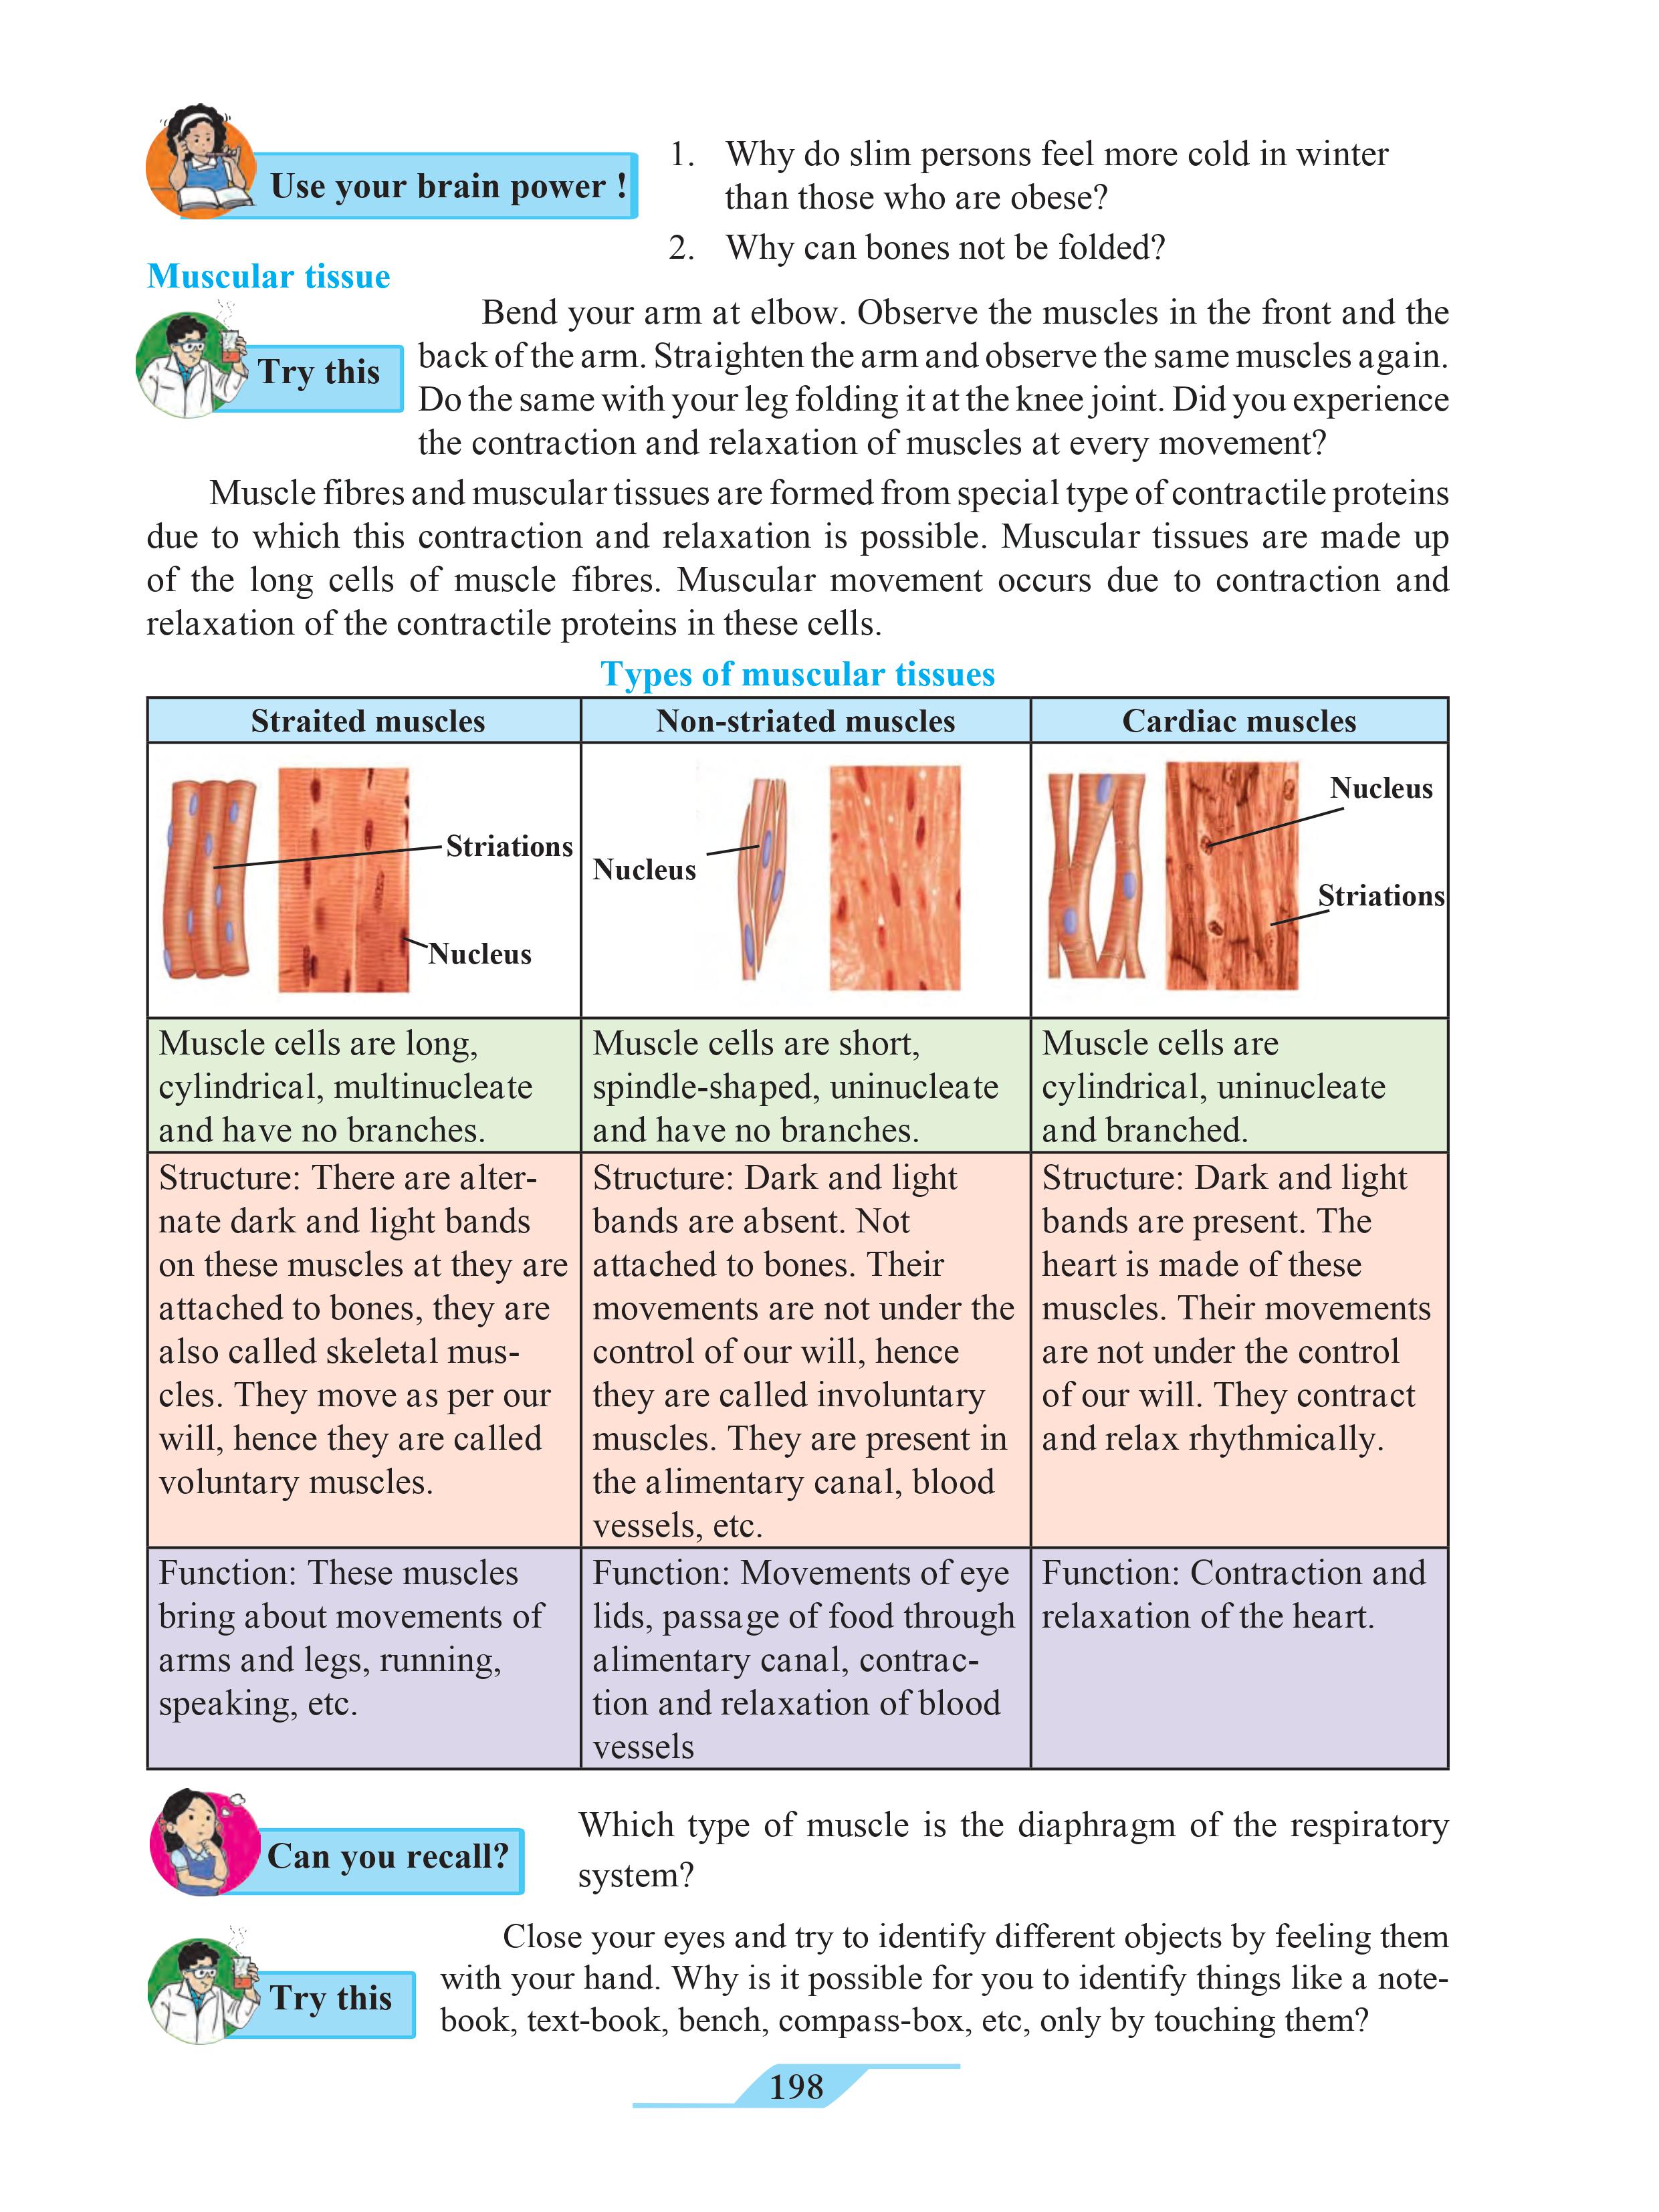 Use your brain power !
1. Why do slim persons feel more cold in winter
than those who are obese?
2. Why can bones not be folded?
Muscular tissue
Try this
Bend your arm at elbow. Observe the muscles in the front and the
back of the arm. Straighten the arm and observe the same muscles again.
Do the same with your leg folding it at the knee joint. Did you experience
the contraction and relaxation of muscles at every movement?
Muscle fibres and muscular tissues are formed from special type of contractile proteins
due to which this contraction and relaxation is possible. Muscular tissues are made up
of the long cells of muscle fibres. Muscular movement occurs due to contraction and
relaxation of the contractile proteins in these cells.
Types of muscular tissues
Straited muscles
Non-striated muscles
Cardiac muscles
Striations
Nucleus
Nucleus
Nucleus
Striations
Muscle cells are long,
cylindrical, multinucleate
and have no branches.
Muscle cells are short,
spindle-shaped, uninucleate
and have no branches.
Muscle cells are
cylindrical, uninucleate
and branched.
Structure: There are alter-
nate dark and light bands
on these muscles at they are
attached to bones, they are
also called skeletal mus-
cles. They move as per our
will, hence they are called
voluntary muscles.
Structure: Dark and light
bands are absent. Not
attached to bones. Their
movements are not under the
control of our will, hence
they are called involuntary
muscles. They are present in
the alimentary canal, blood
vessels, etc.
Structure: Dark and light
bands are present. The
heart is made of these
muscles. Their movements
are not under the control
of our will. They contract
and relax rhythmically.
Function: These muscles
bring about movements of
arms and legs, running,
speaking, etc.
Function: Movements of eye
lids, passage of food through
alimentary canal, contrac-
tion and relaxation of blood
vessels
Function: Contraction and
relaxation of the heart.
Can you recall?
Which type of muscle is the diaphragm of the respiratory
system?
Try this
Close your eyes and try to identify different objects by feeling them
with your hand. Why is it possible for you to identify things like a note-
book, text-book, bench, compass-box, etc, only by touching them?
198